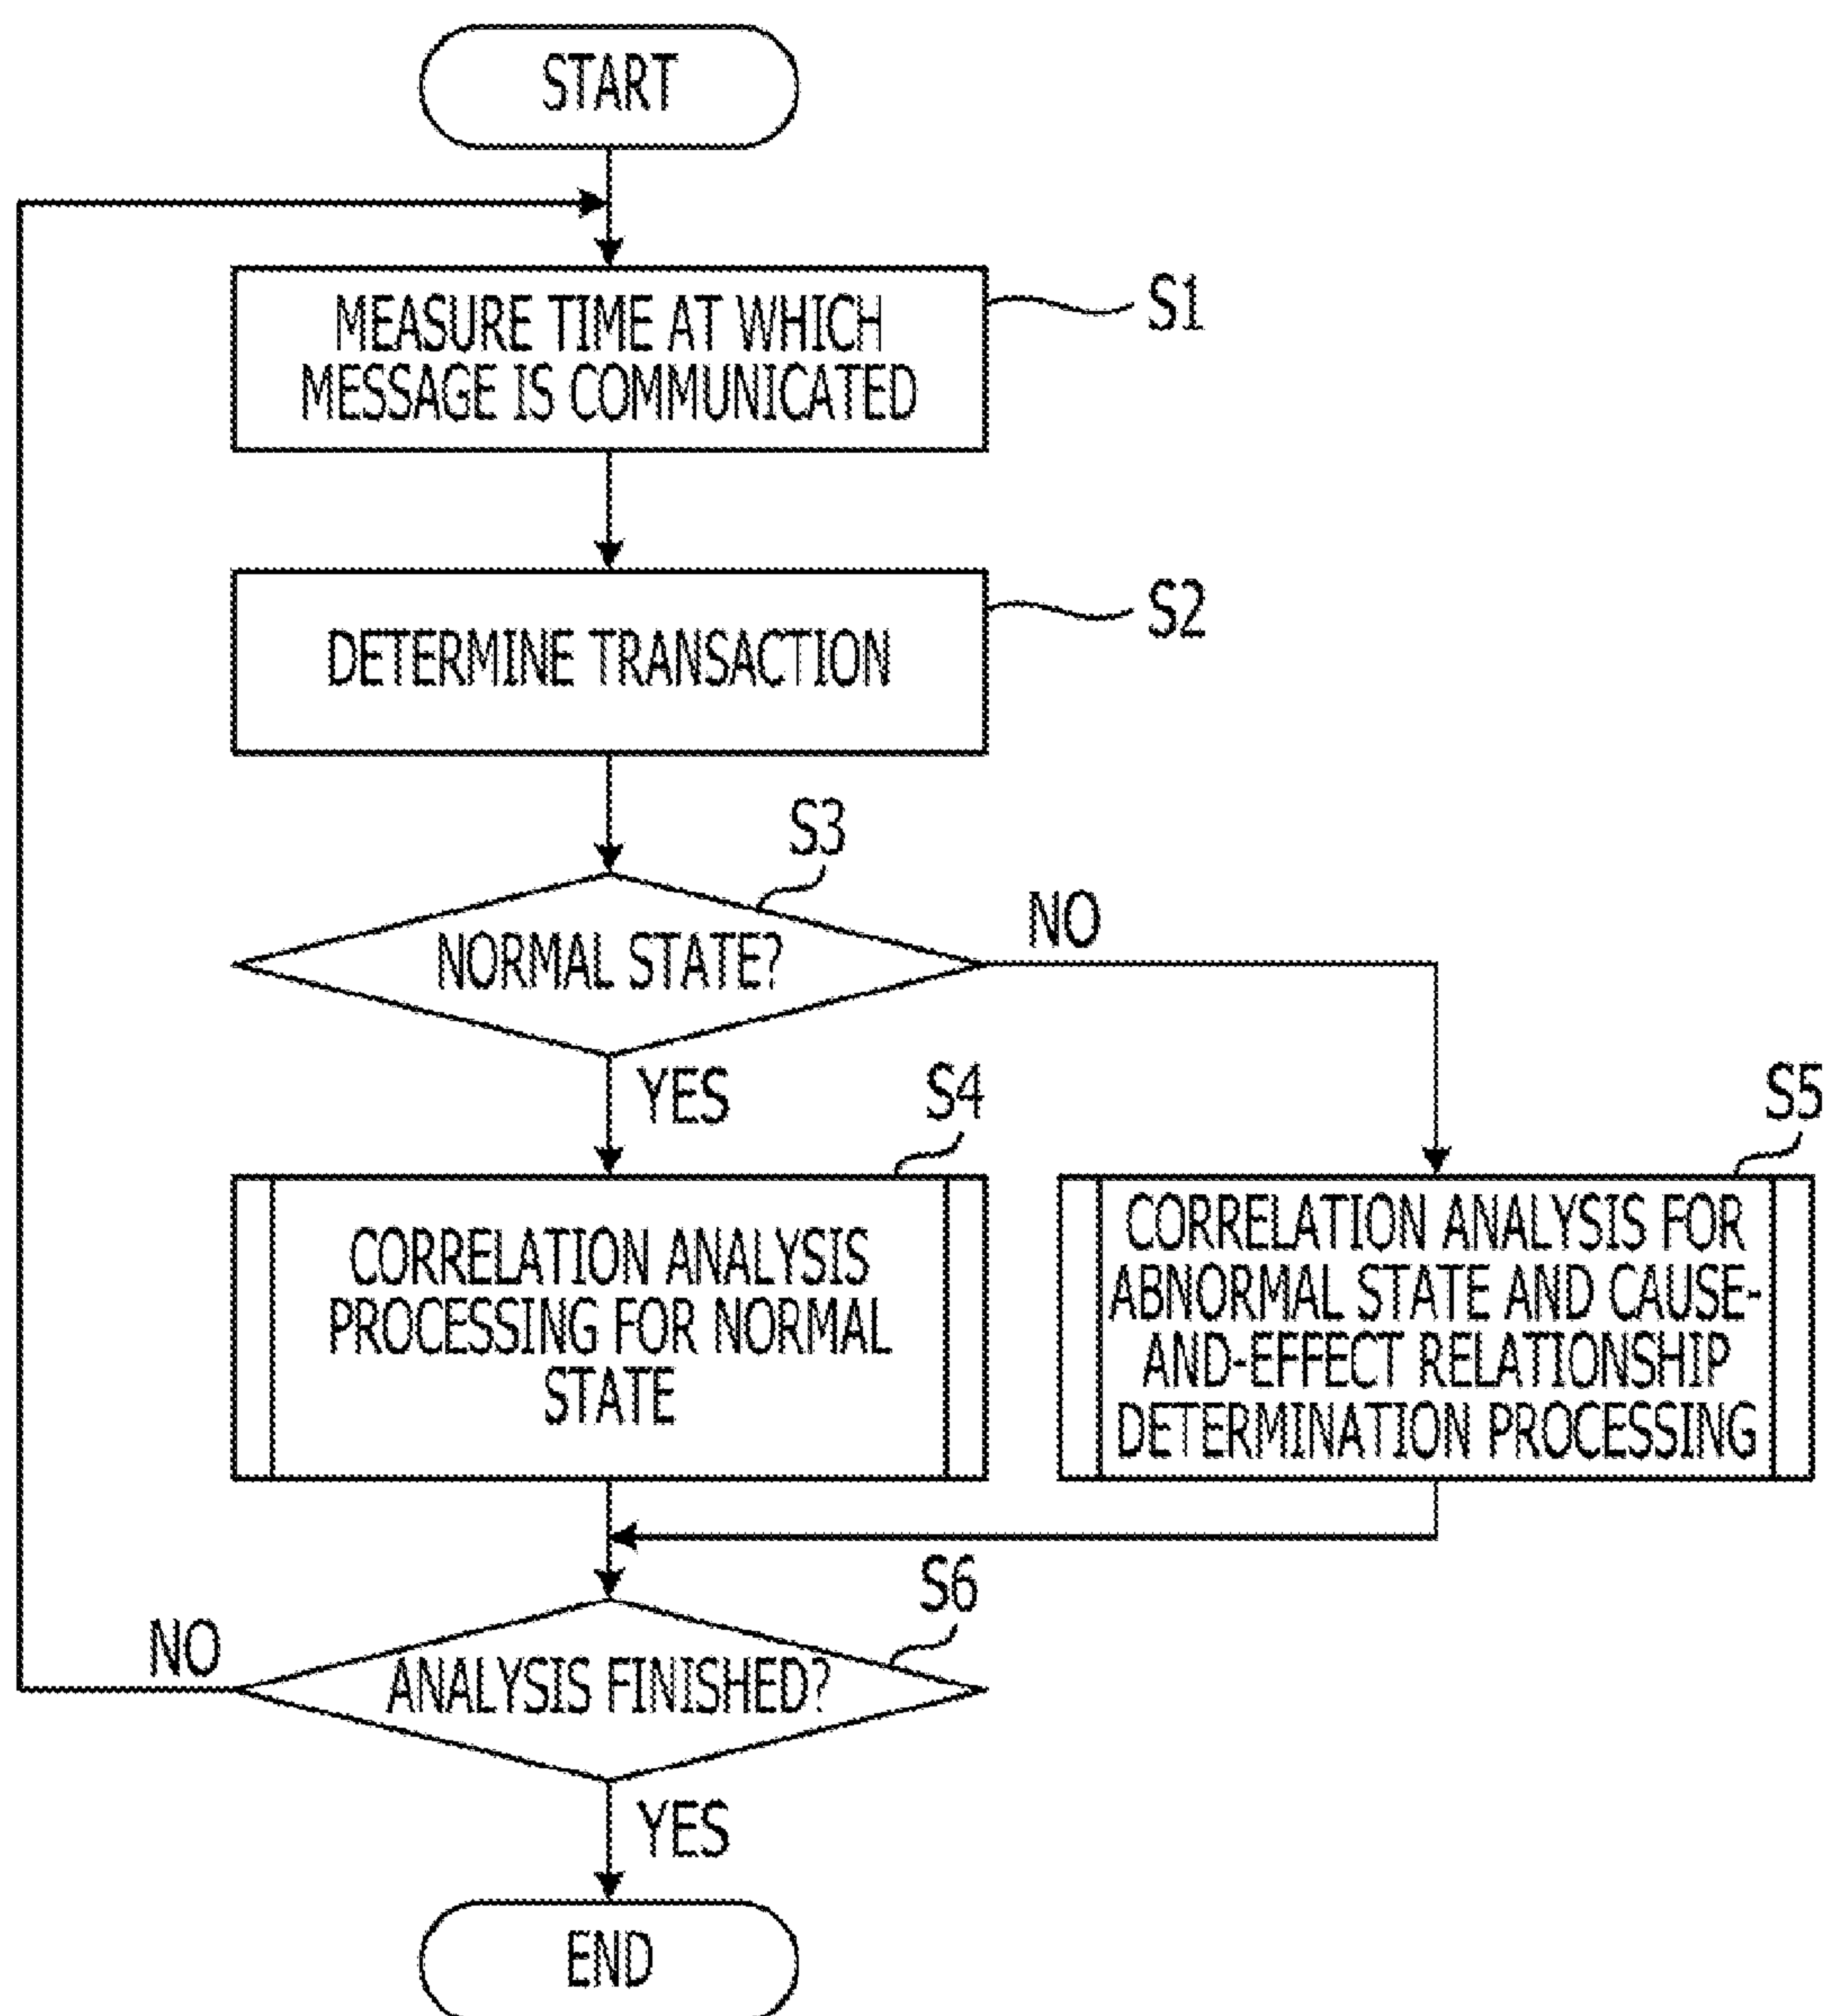 START
MEASURE TIME AT WHICH
MESSAGE IS COMMUNICATED
S1
DETERMINE TRANSACTION
S2
S3
NORMAL STATE?
NO
YES
S4
CORRELATION ANALYSIS
PROCESSING FOR NORMAL
STATE
S5
CORRELATION ANALYSIS FOR
ABNORMAL STATE AND CAUSE-
AND-EFFECT RELATIONSHIP
DETERMINATION PROCESSING
S6
ANALYSIS FINISHED?
NO
YES
END